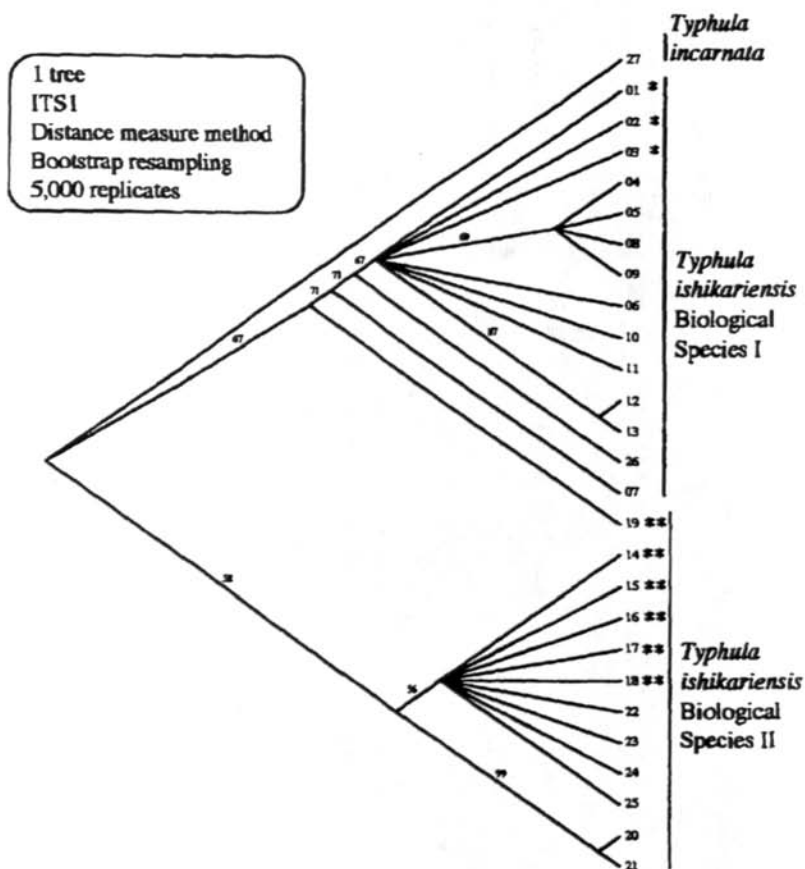 1 tree
ITS1
Distance measure method
Bootstrap resampling
5,000 replicates
Typhula
incarnata
27
01 *
02 *
03 *
04
05
08
09
06
10
11
12
13
26
07
19 **
14 **
15 **
16 **
17 **
18 **
22
23
24
25
20
21
Typhula
ishikariensis
Biological
Species I
Typhula
ishikariensis
Biological
Species II
67
71
87
67
99